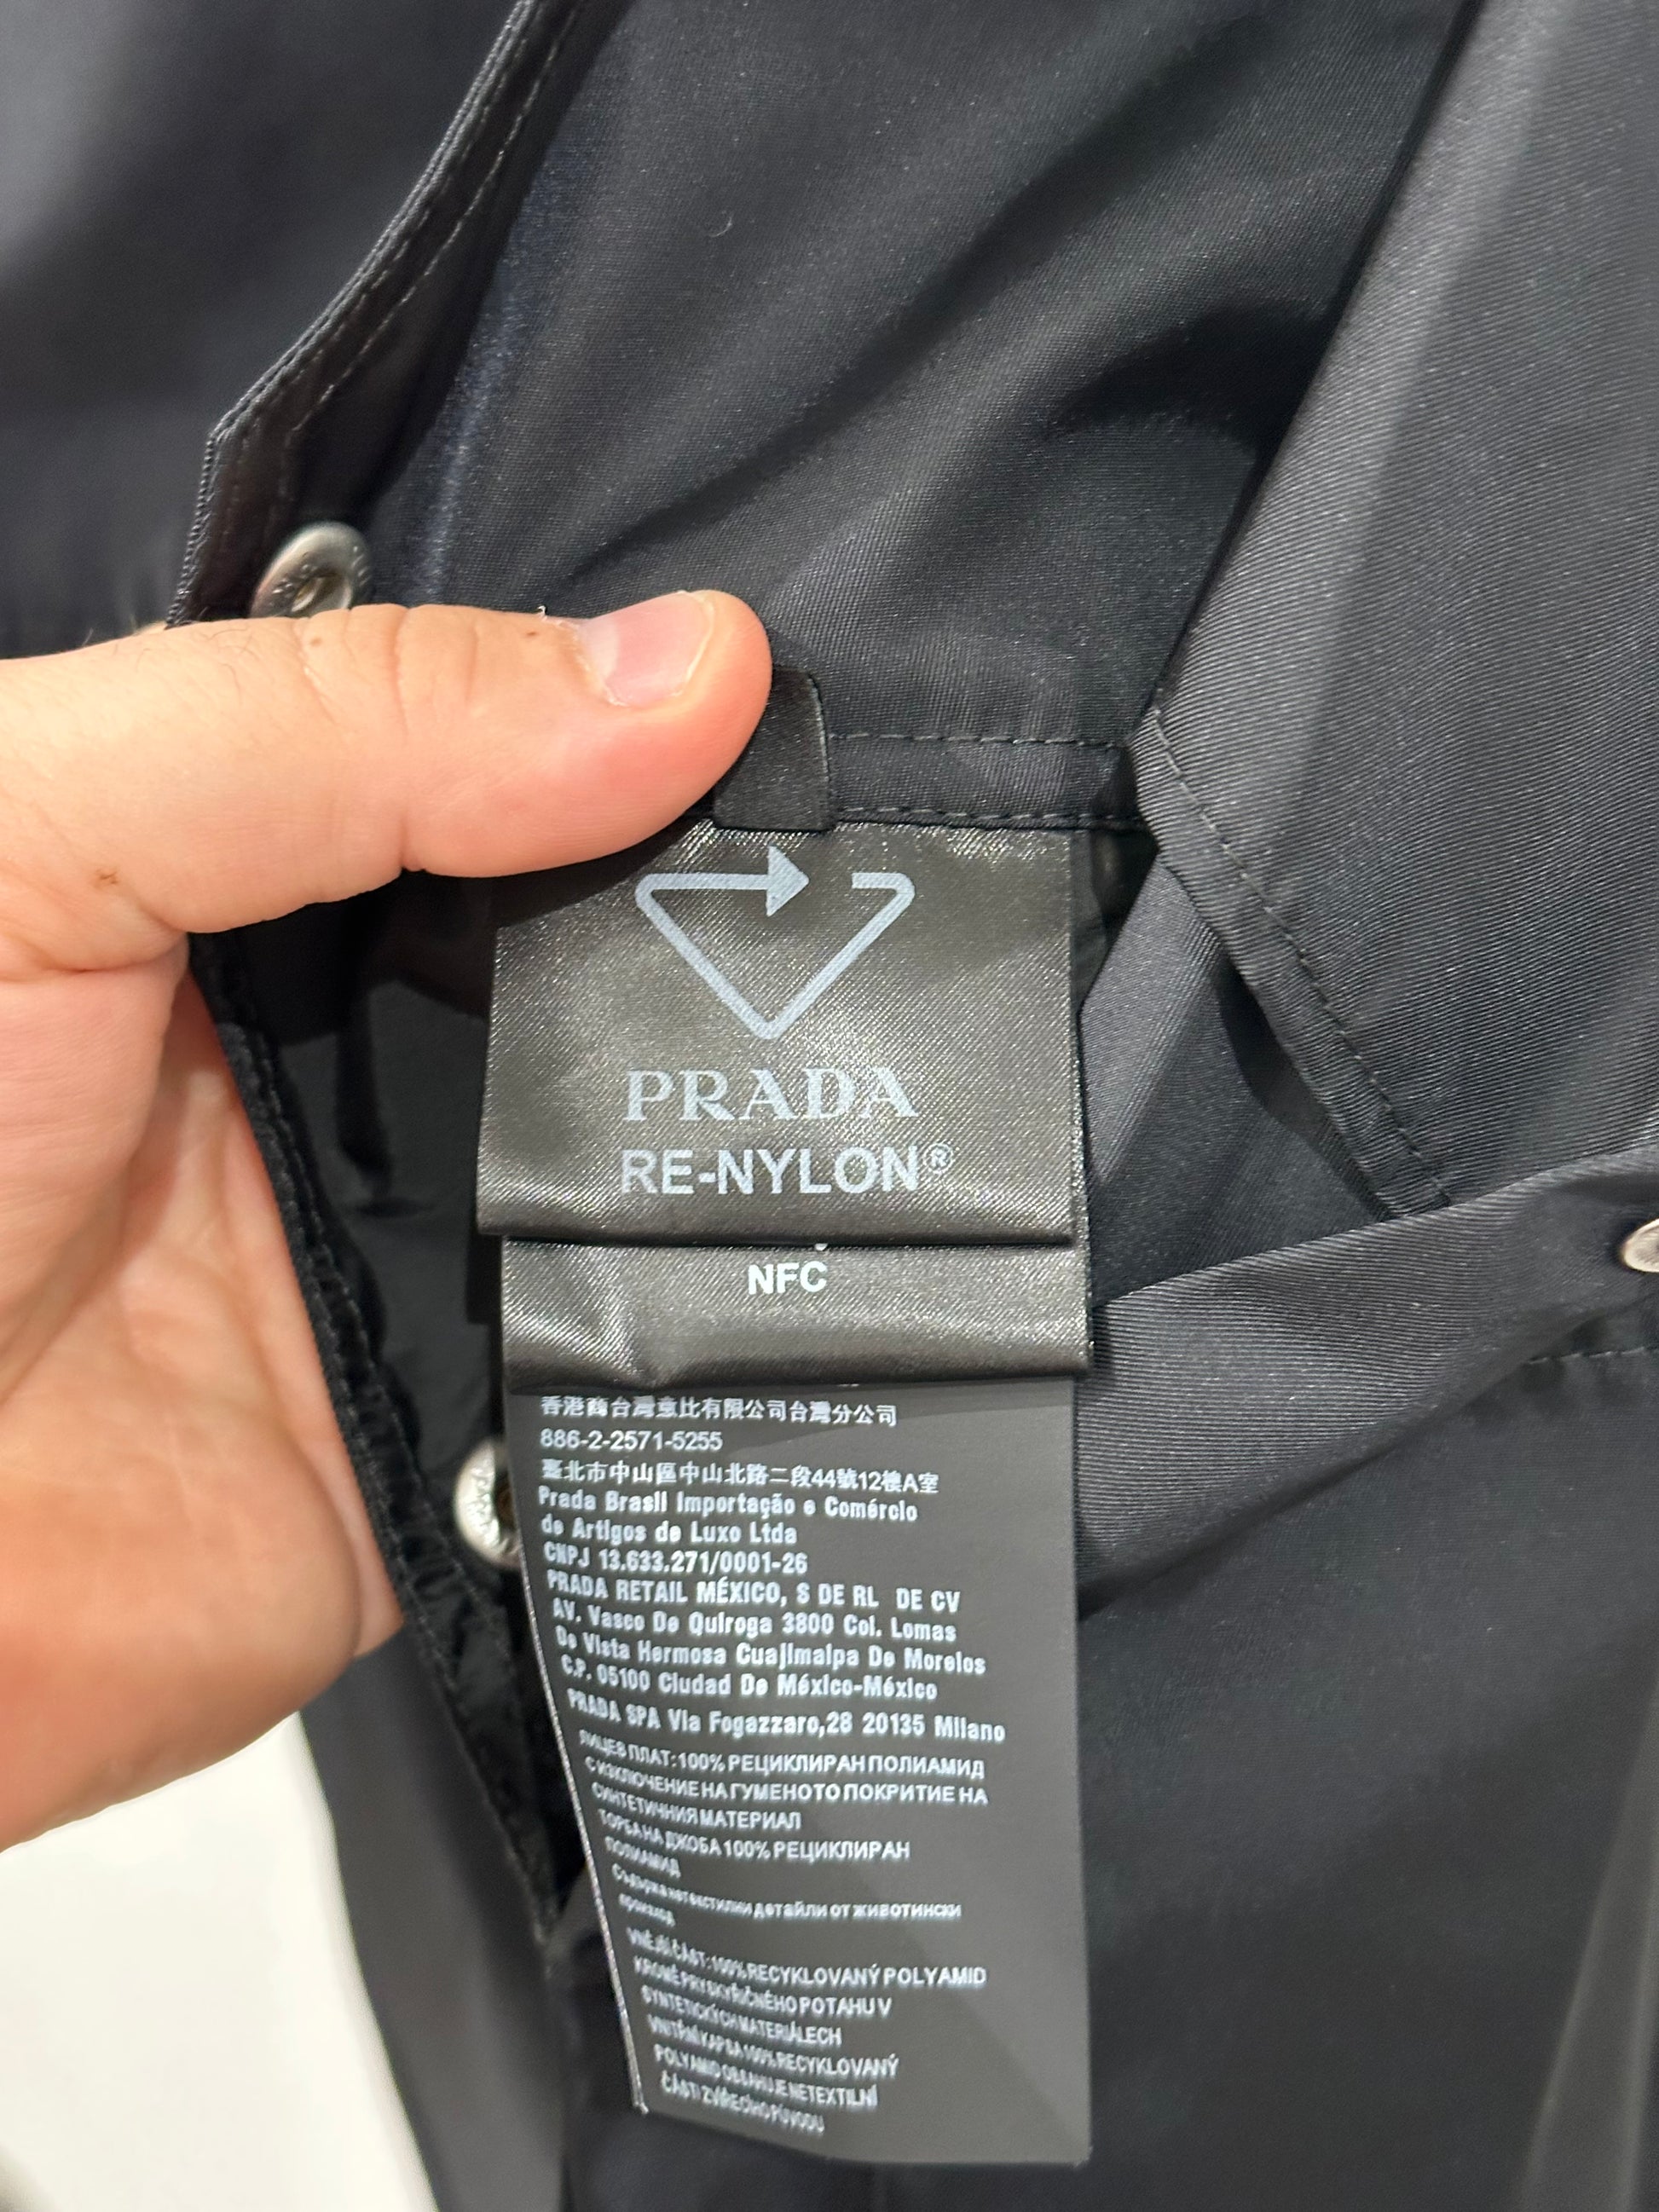 PRADA
RE-NYLON®
NFC
香港商台灣意比有限公司台灣分公司
886-2-2571-5255
臺北市中山區中山北路二段44號12樓A室
Prada Brasil Importação e Comércio
de Artigos de Luxo Ltda
CNPJ 13.633.271/0001-26
PRADA RETAIL MÉXICO, S DE RL DE CV
AV. Vasco De Quiroga 3800 Col. Lomas
De Vista Hermosa Cuajimalpa De Morelos
C.P. 05100 Ciudad De México-México
PRADA SPA Via Fogazzaro,28 20135 Milano
ЛИЦЕВ ПЛАТ: 100% РЕЦИКЛИРАН ПОЛИАМИД
С ИЗКЛЮЧЕНИЕ НА ГУМЕНОТО ПОКРИТИЕ НА
СИНТЕТИЧНИЯ МАТЕРИАЛ
ТОРБА НА ДЖОБА 100% РЕЦИКЛИРАН
ПОЛИАМИД
Съдържа нетекстилни детайли от животински
произход
VNĚJŠÍ ČÁST: 100% RECYKLOVANÝ POLYAMID
KROMĚ PRYSKYŘIČNÉHO POTAHU V
SYNTETICKÝCH MATERIÁLECH
VNITŘNÍ KAPSA 100% RECYKLOVANÝ
POLYAMID OBSAHUJE NETEXTILNÍ
ČÁSTI ZVÍŘECÍHO PŮVODU